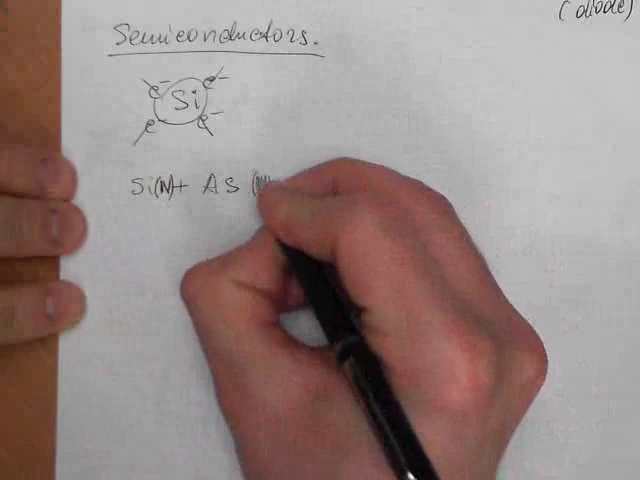 (diode)
Semiconductors.
e⁻ e⁻
Si
e⁻ e⁻
Si(IV)+ As